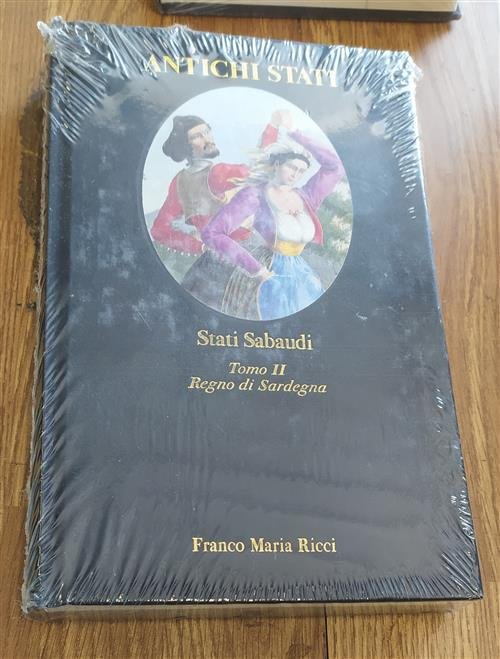 ANTICHI STATI
Stati Sabaudi
Tomo II
Regno di Sardegna
Franco Maria Ricci